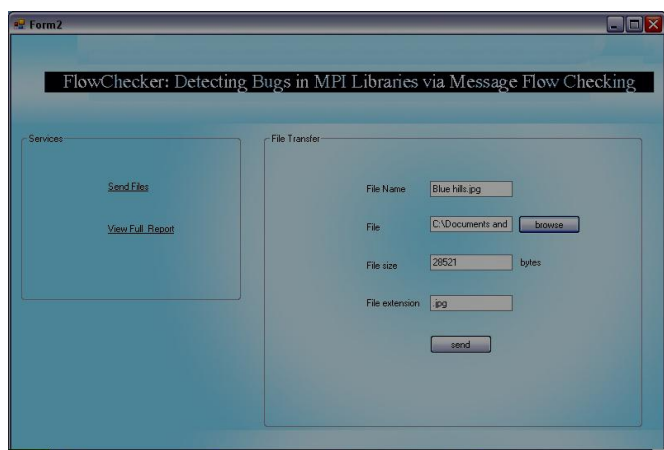 Form2
FlowChecker: Detecting Bugs in MPI Libraries via Message Flow Checking
Services
Send Files
View Full Report
File Transfer
File Name Blue hills.jpg
File C:\Documents and browse
File size 28521 bytes
File extension .jpg
send